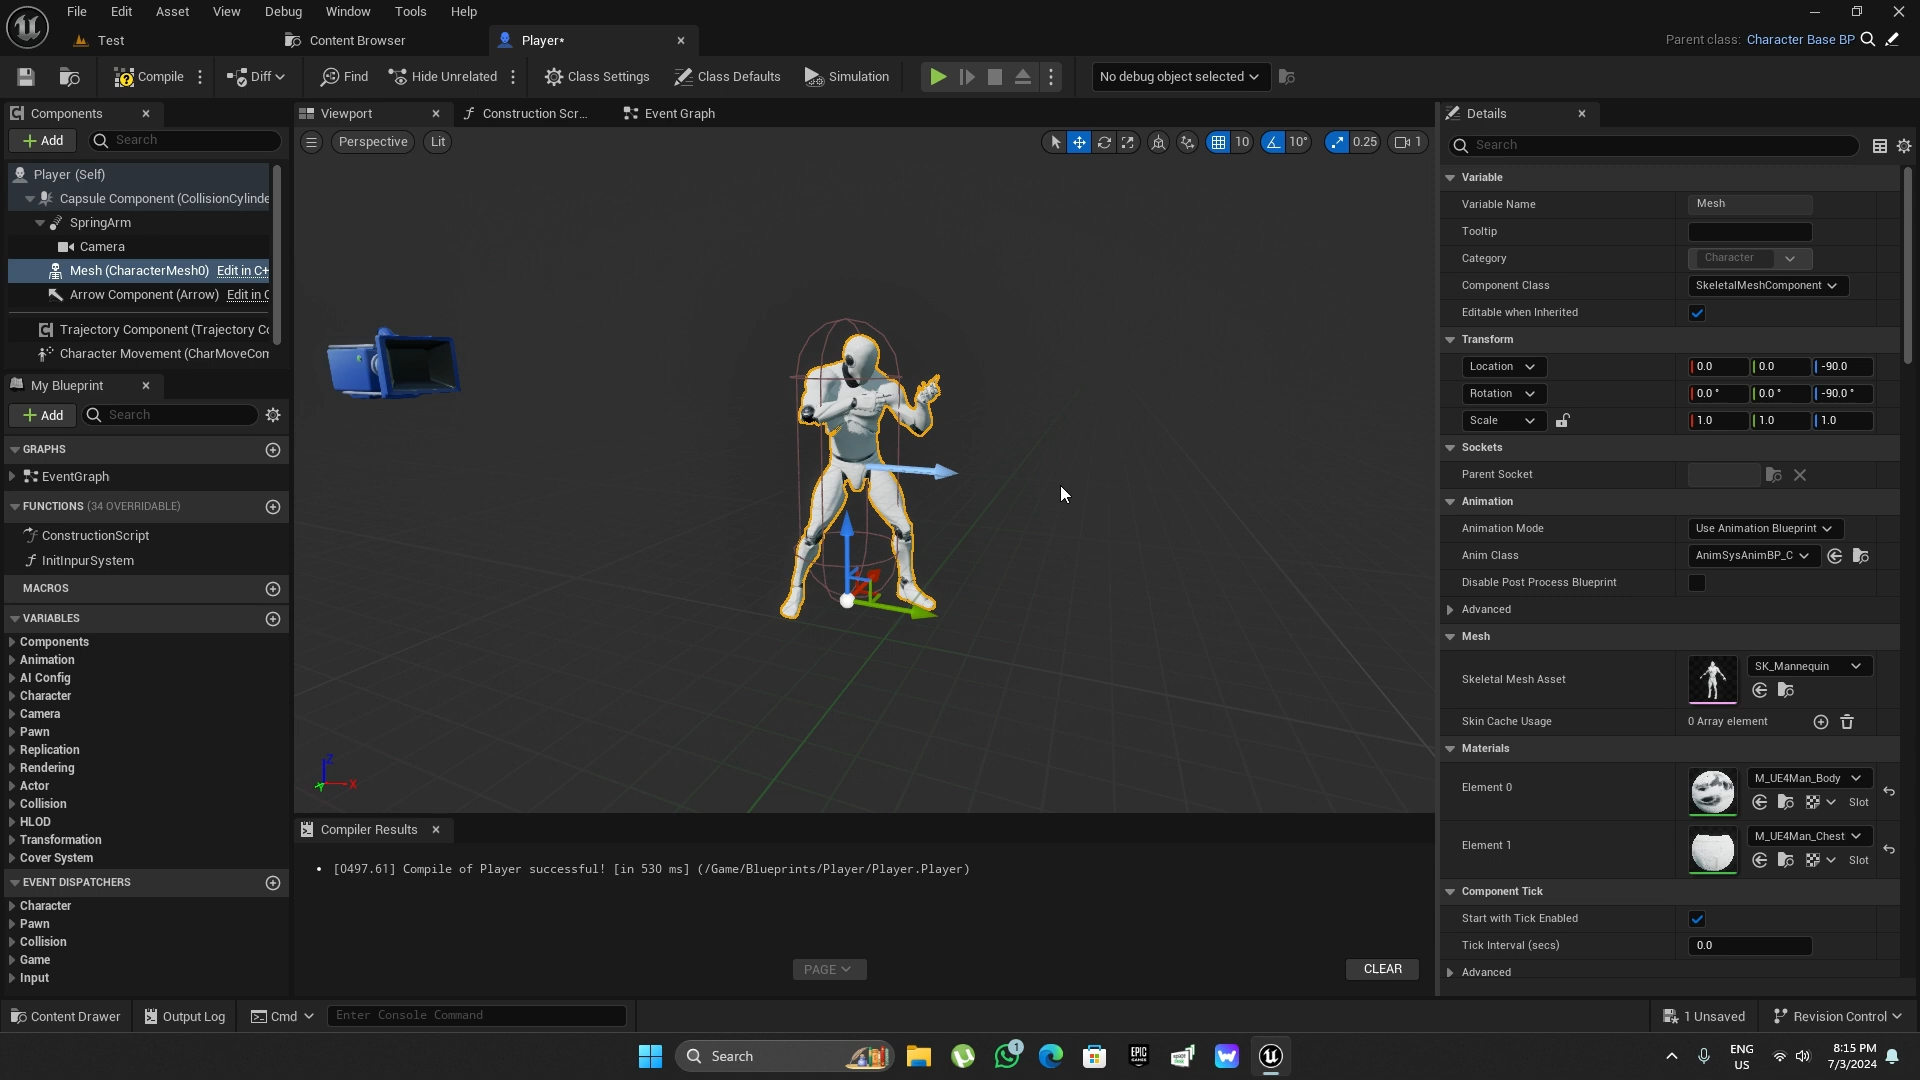 File Edit Asset View Debug Window Tools Help
Test Content Browser Player*
Parent class: Character Base BP
Compile Diff Find Hide Unrelated Class Settings Class Defaults Simulation No debug object selected
Components
Add Search
Player (Self)
Capsule Component (CollisionCylinde
SpringArm
Camera
Mesh (CharacterMesh0) Edit in C+
Arrow Component (Arrow) Edit in C
Trajectory Component (Trajectory Co
Character Movement (CharMoveCon
My Blueprint
Add Search
GRAPHS
EventGraph
FUNCTIONS (34 OVERRIDABLE)
ConstructionScript
InitInpurSystem
MACROS
VARIABLES
Components
Animation
AI Config
Character
Camera
Pawn
Replication
Rendering
Actor
Collision
HLOD
Transformation
Cover System
EVENT DISPATCHERS
Character
Pawn
Collision
Game
Input
Viewport Construction Scr... Event Graph
Perspective Lit 10 10° 0.25 1
Z
X
Y
Compiler Results
[0497.61] Compile of Player successful! [in 530 ms] (/Game/Blueprints/Player/Player.Player)
PAGE CLEAR
Details
Search
Variable
Variable Name Mesh
Tooltip
Category Character
Component Class SkeletalMeshComponent
Editable when Inherited
Transform
Location 0.0 0.0 -90.0
Rotation 0.0 ° 0.0 ° -90.0 °
Scale 1.0 1.0 1.0
Sockets
Parent Socket
Animation
Animation Mode Use Animation Blueprint
Anim Class AnimSysAnimBP_C
Disable Post Process Blueprint
Advanced
Mesh
Skeletal Mesh Asset SK_Mannequin
Skin Cache Usage 0 Array element
Materials
Element 0 M_UE4Man_Body
Slot
Element 1 M_UE4Man_Chest
Slot
Component Tick
Start with Tick Enabled
Tick Interval (secs) 0.0
Advanced
Content Drawer Output Log Cmd Enter Console Command 1 Unsaved Revision Control
Search 1 EPIC GAMES ENG US 8:15 PM 7/3/2024